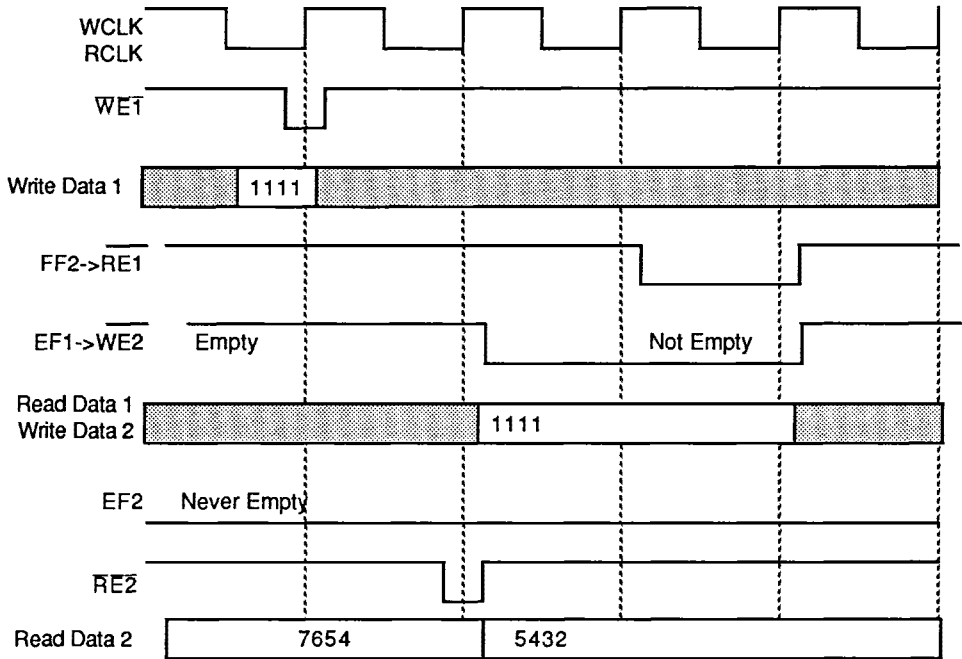 WCLK
RCLK
WE1
Write Data 1
1111
FF2->RE1
EF1->WE2
Empty
Not Empty
Read Data 1
Write Data 2
1111
EF2
Never Empty
RE2
Read Data 2
7654
5432